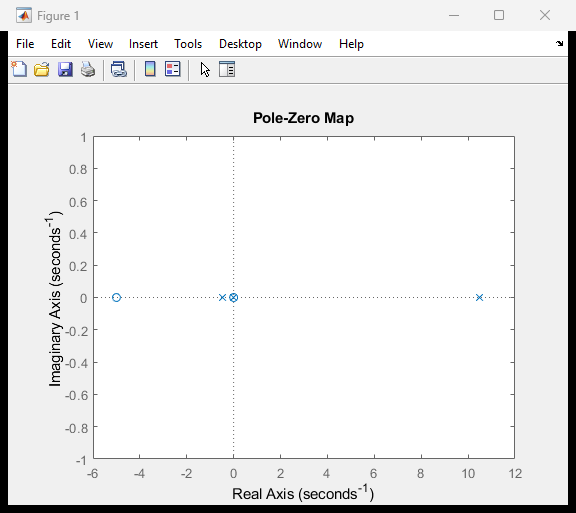 Figure 1
File Edit View Insert Tools Desktop Window Help
Pole-Zero Map
1
0.8
0.6
0.4
0.2
0
-0.2
-0.4
-0.6
-0.8
-1
Imaginary Axis (seconds⁻¹)
-6 -4 -2 0 2 4 6 8 10 12
Real Axis (seconds⁻¹)